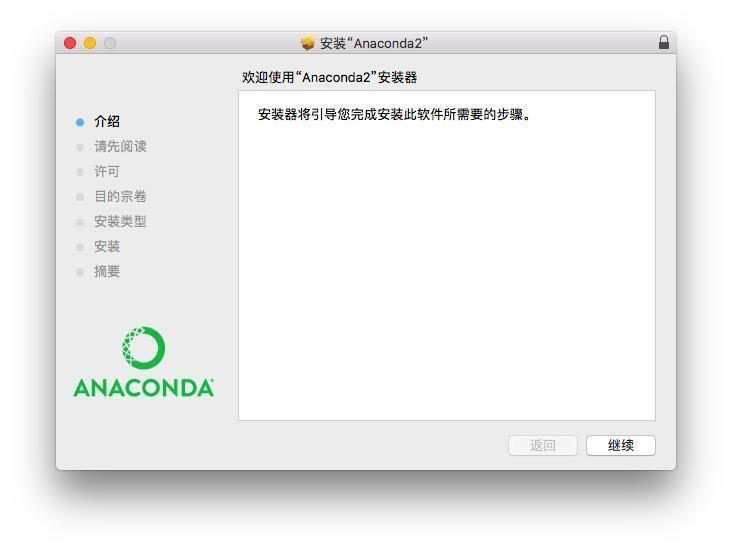 安装“Anaconda2”
欢迎使用“Anaconda2”安装器
介绍
请先阅读
许可
目的宗卷
安装类型
安装
摘要
安装器将引导您完成安装此软件所需要的步骤。
ANACONDA
返回
继续